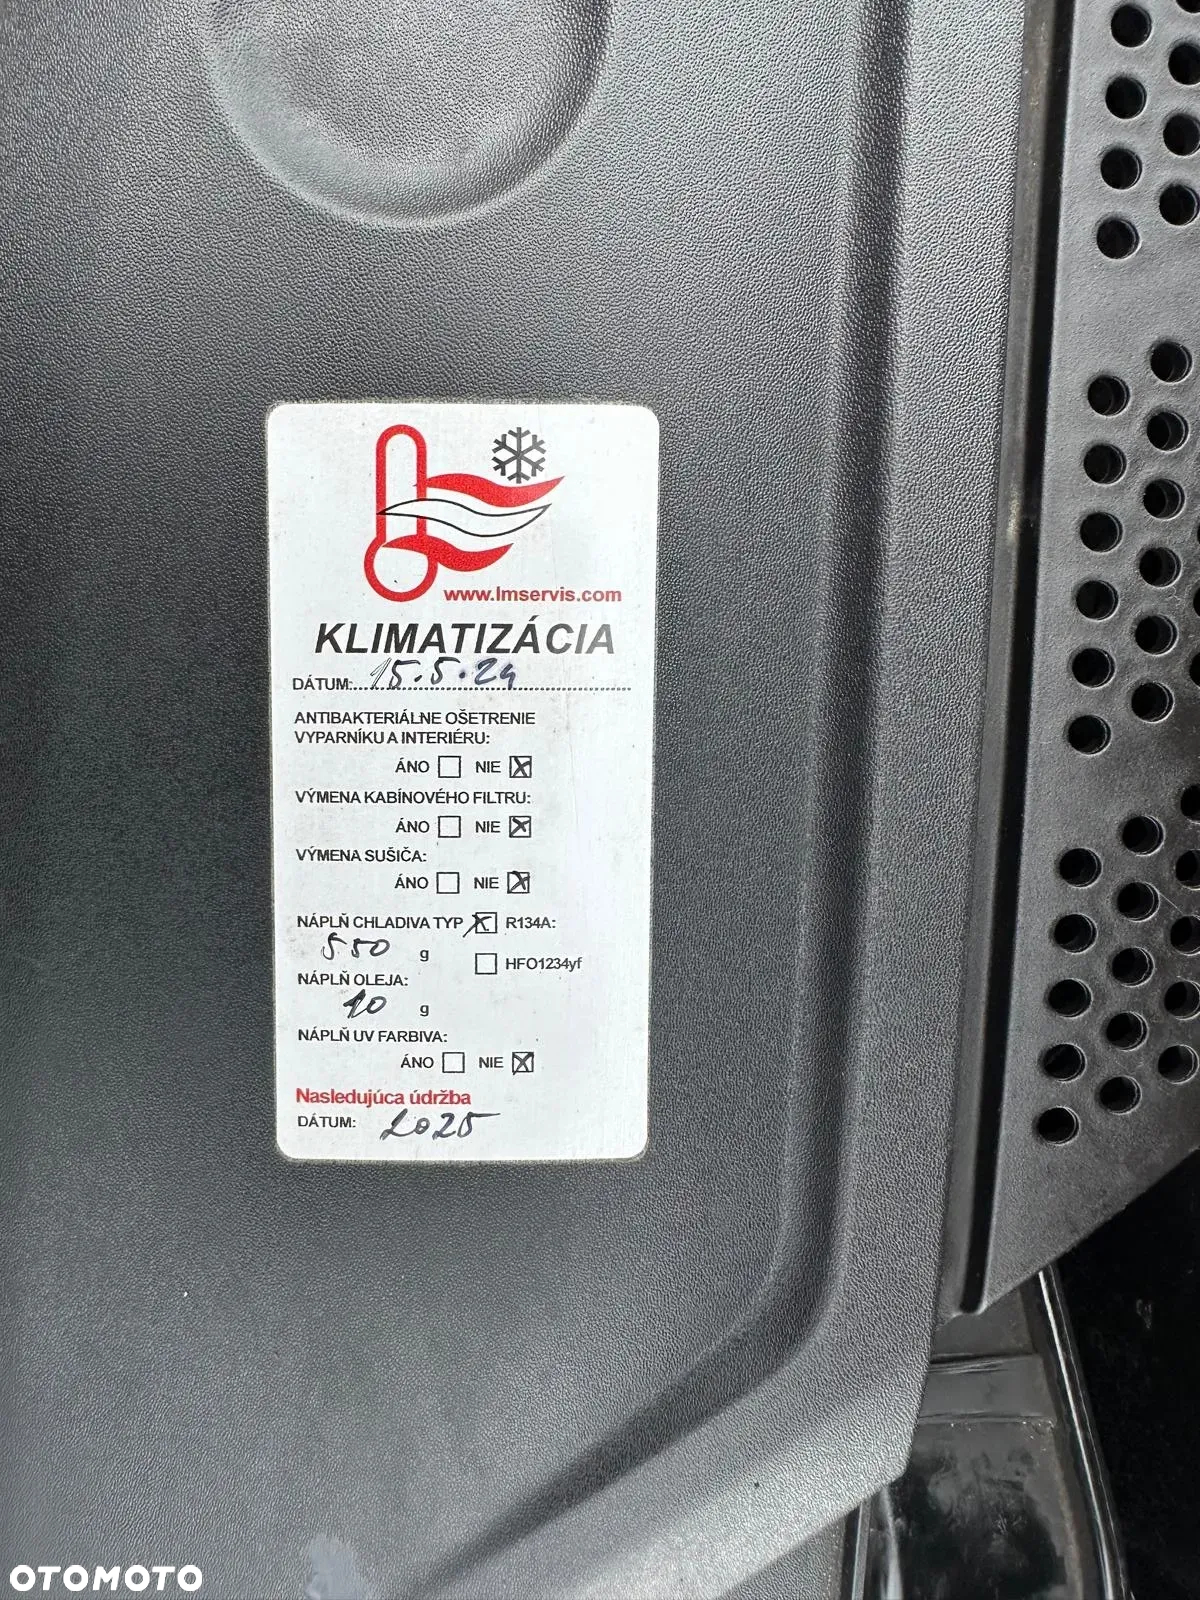 www.lmservis.com
KLIMATIZÁCIA
DÁTUM: 15.5.24
ANTIBAKTERIÁLNE OŠETRENIE
VYPARNÍKU A INTERIÉRU:
ÁNO NIE
VÝMENA KABÍNOVÉHO FILTRU:
ÁNO NIE
VÝMENA SUŠIČA:
ÁNO NIE
NÁPLŇ CHLADIVA TYP R134A:
550 g
HFO1234yf
NÁPLŇ OLEJA:
10 g
NÁPLŇ UV FARBIVA:
ÁNO NIE
Nasledujúca údržba
DÁTUM: 2025
OTOMOTO